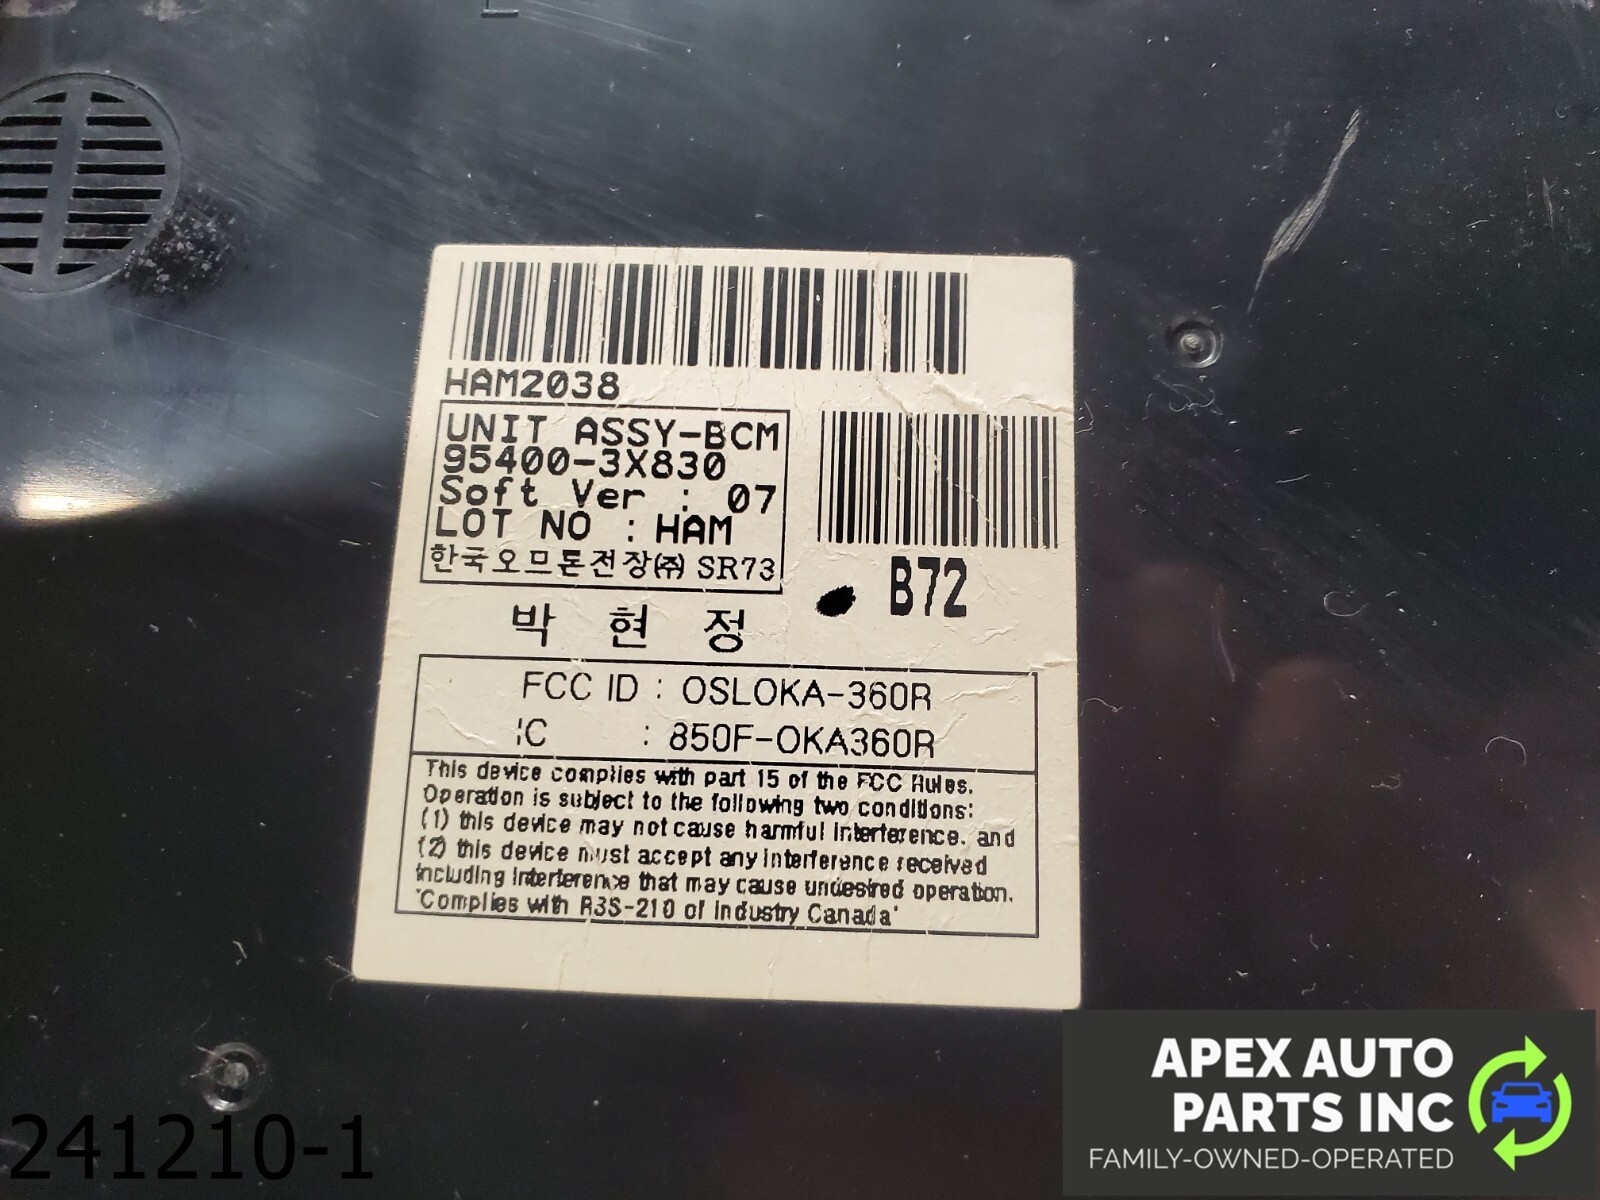 HAM2038
UNIT ASSY-BCM
95400-3X830
Soft Ver : 07
LOT NO : HAM
한국오므론전장(주) SR73
B72
박 현 정
FCC ID : OSLOKA-360R
IC : 850F-OKA360R
This device complies with part 15 of the FCC Rules.
Operation is subject to the following two conditions:
(1) this device may not cause harmful interference, and
(2) this device must accept any interference received
including interference that may cause undesired operation.
'Complies with RSS-210 of Industry Canada'
241210-1
APEX AUTO
PARTS INC
FAMILY-OWNED-OPERATED